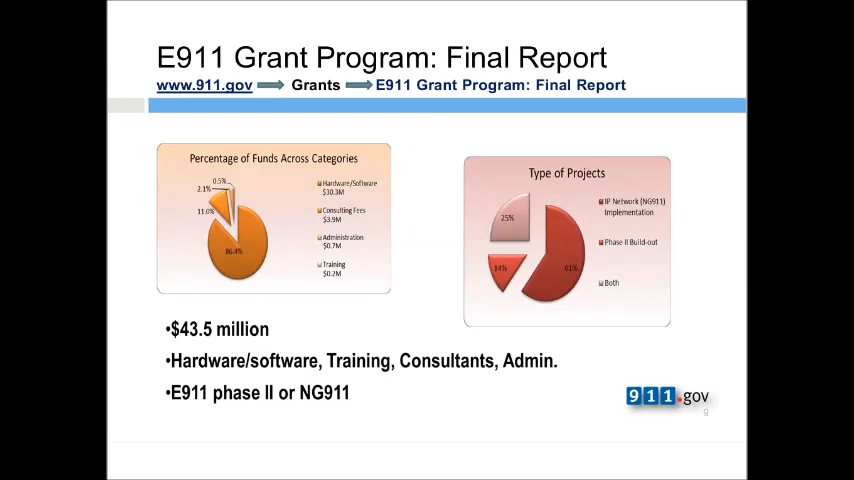 E911 Grant Program: Final Report
www.911.gov Grants E911 Grant Program: Final Report
Percentage of Funds Across Categories
0.5%
2.1%
11.0%
86.4%
Hardware/Software
$30.3M
Consulting Fees
$3.9M
Administration
$0.7M
Training
$0.2M
Type of Projects
25%
14%
61%
IP Network (NG911)
Implementation
Phase II Build-out
Both
•$43.5 million
•Hardware/software, Training, Consultants, Admin.
•E911 phase II or NG911
911.gov
9